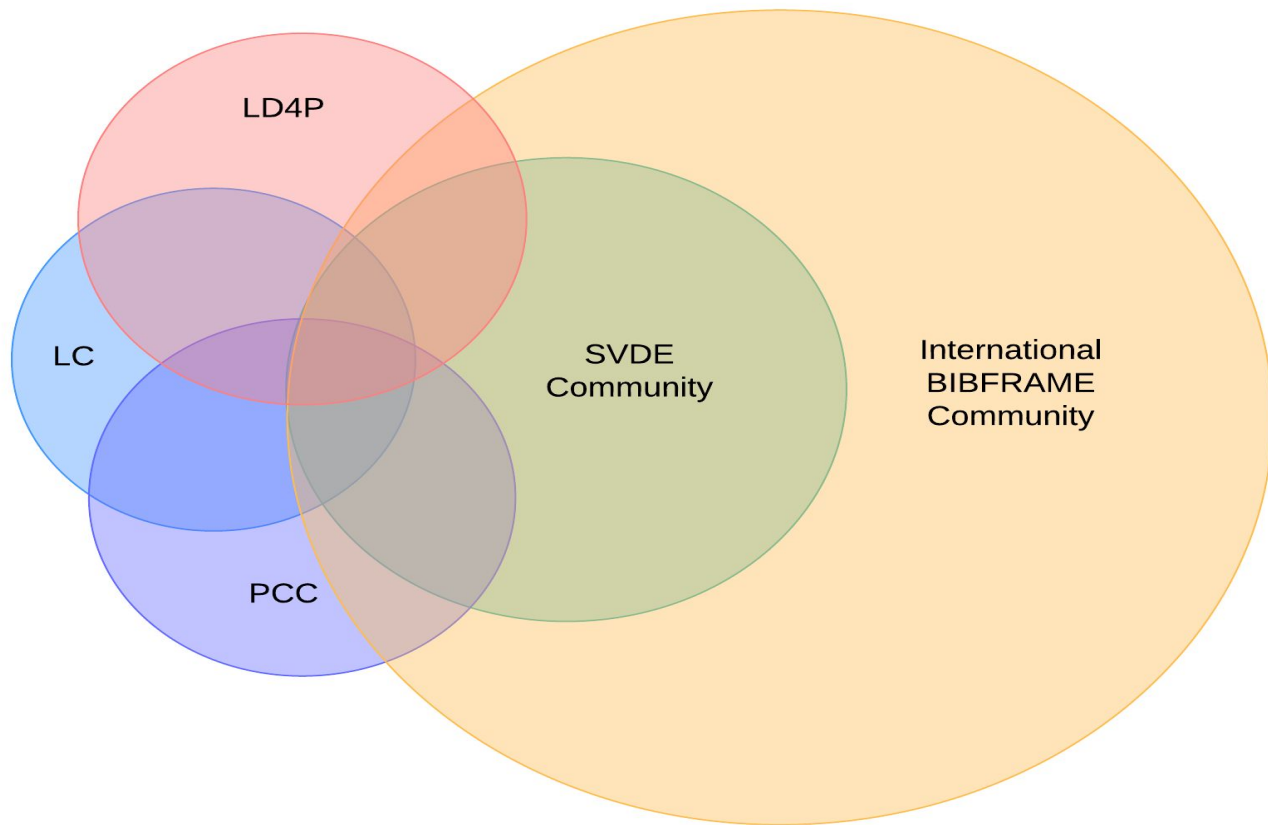 LD4P
LC
SVDE
Community
International
BIBFRAME
Community
PCC